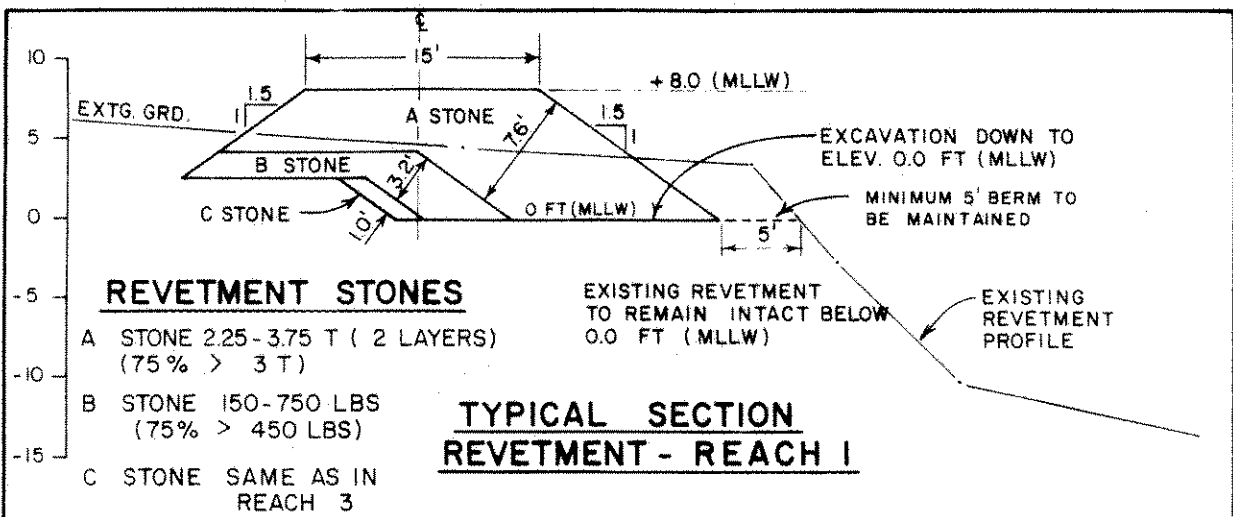 ℄
15'
10
+ 8.0 (MLLW)
1.5
1
EXTG. GRD.
A STONE
7.6'
1.5
1
5
EXCAVATION DOWN TO
ELEV. 0.0 FT (MLLW)
B STONE
3.2'
MINIMUM 5' BERM TO
BE MAINTAINED
C STONE
1.0'
0 FT (MLLW)
0
5'
-5
REVETMENT STONES
EXISTING REVETMENT
TO REMAIN INTACT BELOW
0.0 FT (MLLW)
EXISTING
REVETMENT
PROFILE
A STONE 2.25-3.75 T ( 2 LAYERS)
(75% > 3 T)
-10
B STONE 150-750 LBS
(75% > 450 LBS)
TYPICAL SECTION
REVETMENT - REACH I
-15
C STONE SAME AS IN
REACH 3